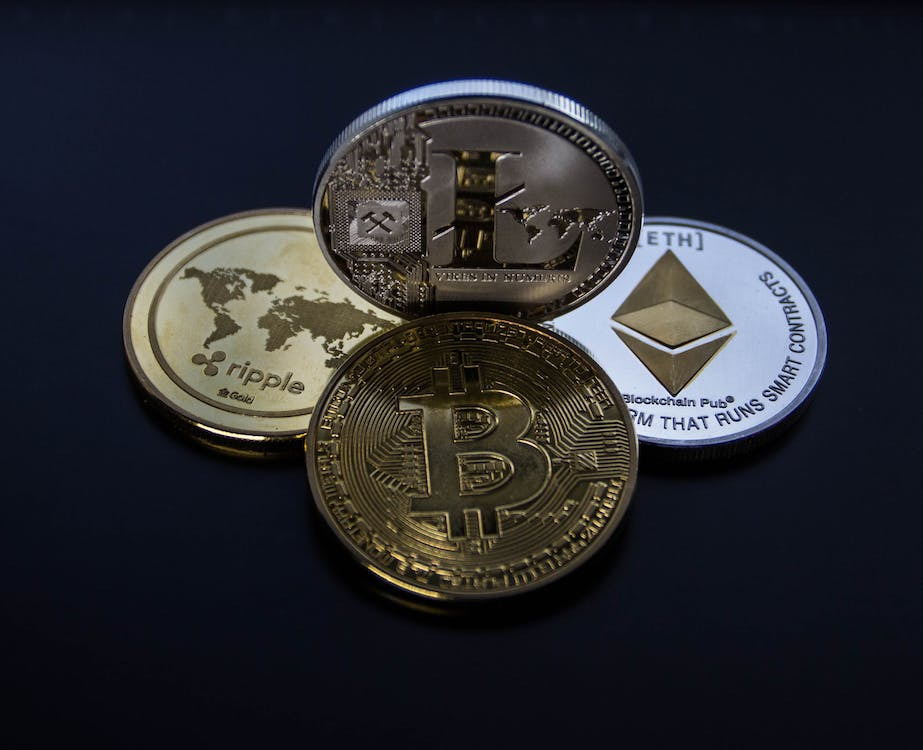 Ł
VIRES IN NUMERIS
[ETH]
Blockchain Pub®
RM THAT RUNS SMART CONTRACTS
ripple
Gold
B